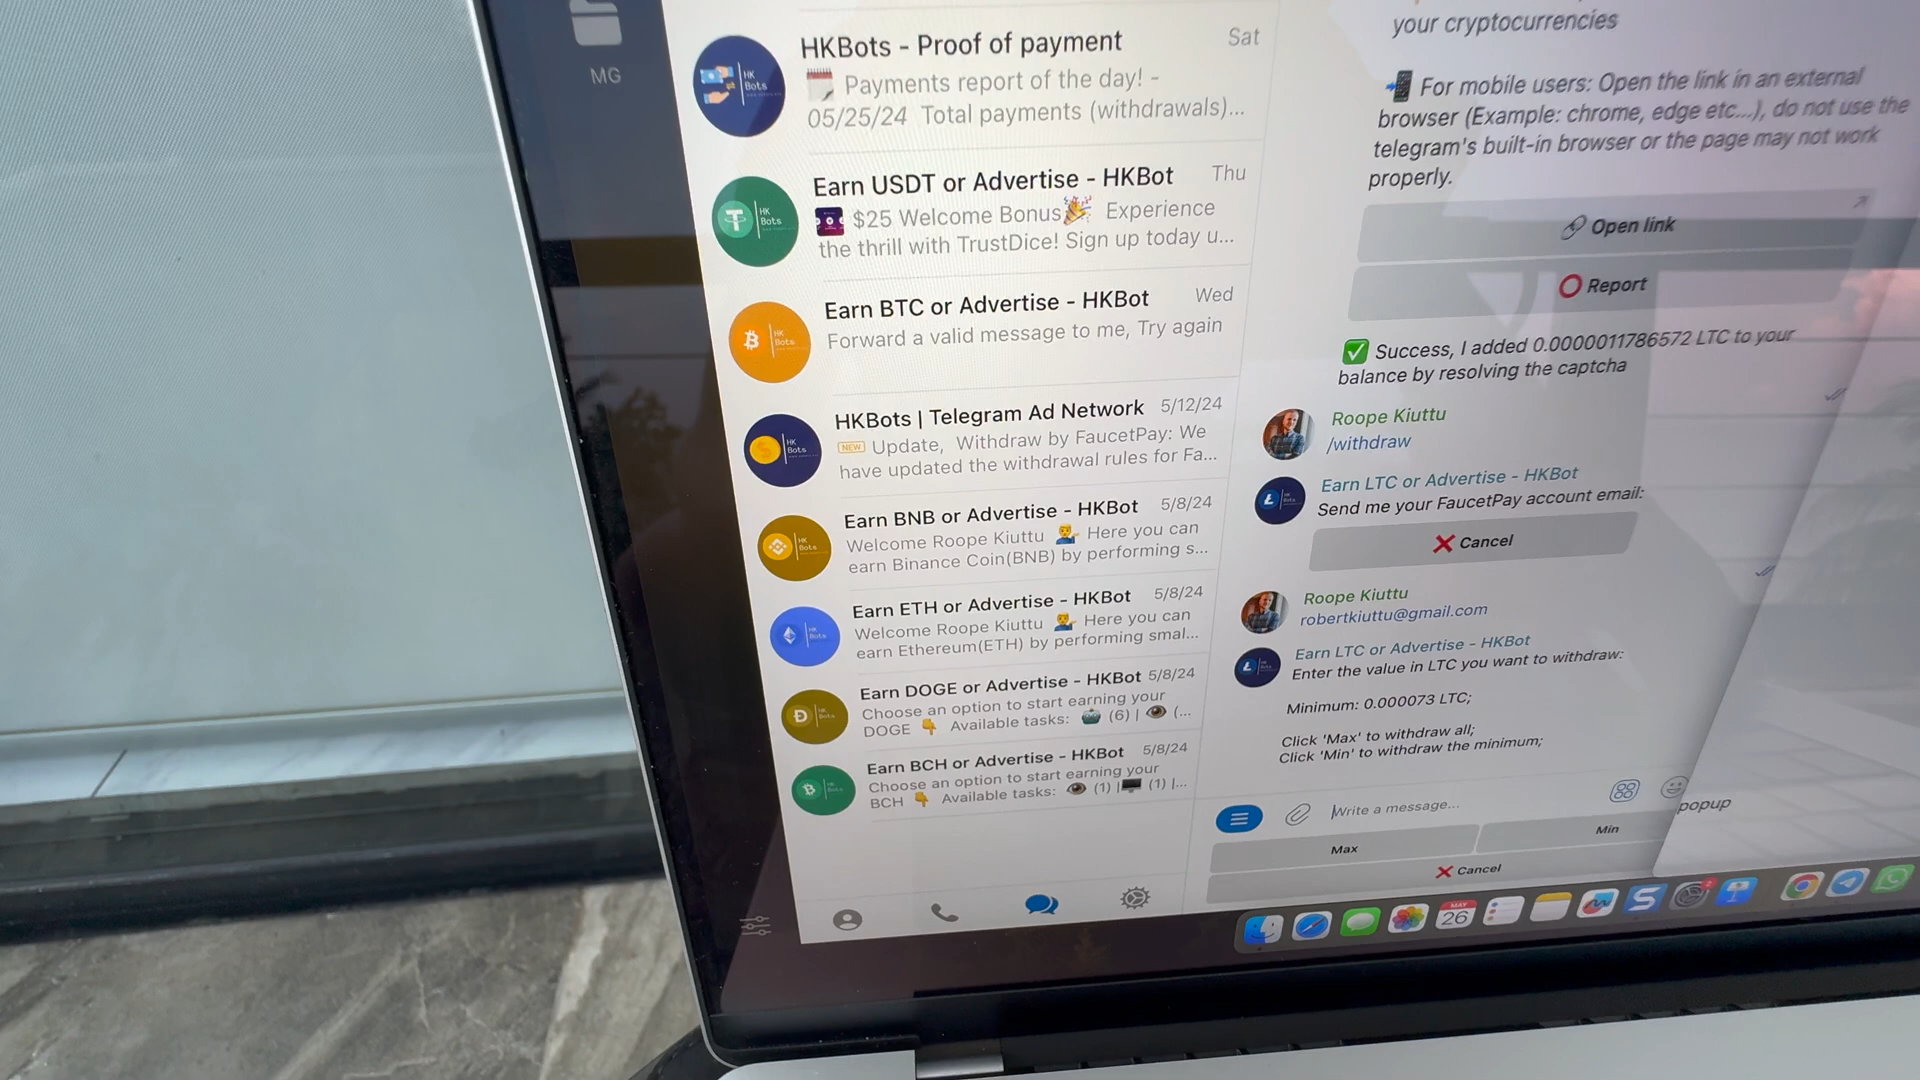 MG
HKBots - Proof of payment
Sat
Payments report of the day! -
05/25/24 Total payments (withdrawals)...
HK
Bots
Earn USDT or Advertise - HKBot
Thu
$25 Welcome Bonus🎉 Experience
the thrill with TrustDice! Sign up today u...
HK
Bots
Earn BTC or Advertise - HKBot
Wed
Forward a valid message to me, Try again
HK
Bots
HKBots | Telegram Ad Network
5/12/24
NEW Update, Withdraw by FaucetPay: We
have updated the withdrawal rules for Fa...
HK
Bots
Earn BNB or Advertise - HKBot
5/8/24
Welcome Roope Kiuttu 💁‍♂️ Here you can
earn Binance Coin(BNB) by performing s...
HK
Bots
Earn ETH or Advertise - HKBot
5/8/24
Welcome Roope Kiuttu 💁‍♂️ Here you can
earn Ethereum(ETH) by performing smal...
HK
Bots
Earn DOGE or Advertise - HKBot
5/8/24
Choose an option to start earning your
DOGE 👇 Available tasks: 🤖 (6) | 👁 (...
Earn BCH or Advertise - HKBot
5/8/24
Choose an option to start earning your
BCH 👇 Available tasks: 👁 (1) |🖥 (1) |...
your cryptocurrencies
📲 For mobile users: Open the link in an external
browser (Example: chrome, edge etc...), do not use the
telegram's built-in browser or the page may not work
properly.
🔗 Open link
⭕ Report
✅ Success, I added 0.0000011786572 LTC to your
balance by resolving the captcha
Roope Kiuttu
/withdraw
Earn LTC or Advertise - HKBot
Send me your FaucetPay account email:
❌ Cancel
Roope Kiuttu
robertkiuttu@gmail.com
Earn LTC or Advertise - HKBot
Enter the value in LTC you want to withdraw:
Minimum: 0.000073 LTC;
Click 'Max' to withdraw all;
Click 'Min' to withdraw the minimum;
Write a message...
popup
Max
Min
❌ Cancel
MAY
26